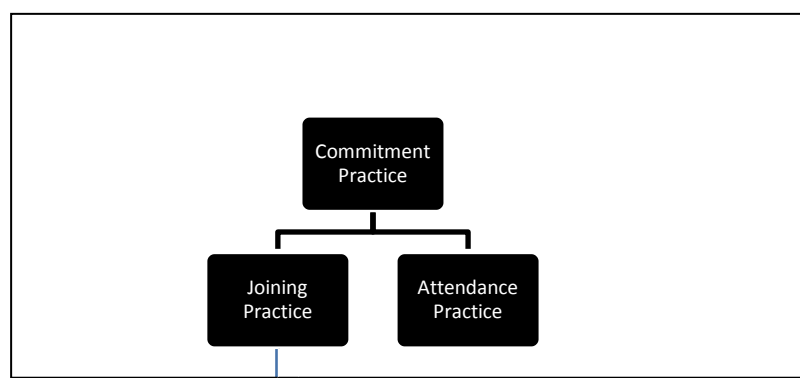 Commitment
Practice
Joining
Practice
Attendance
Practice